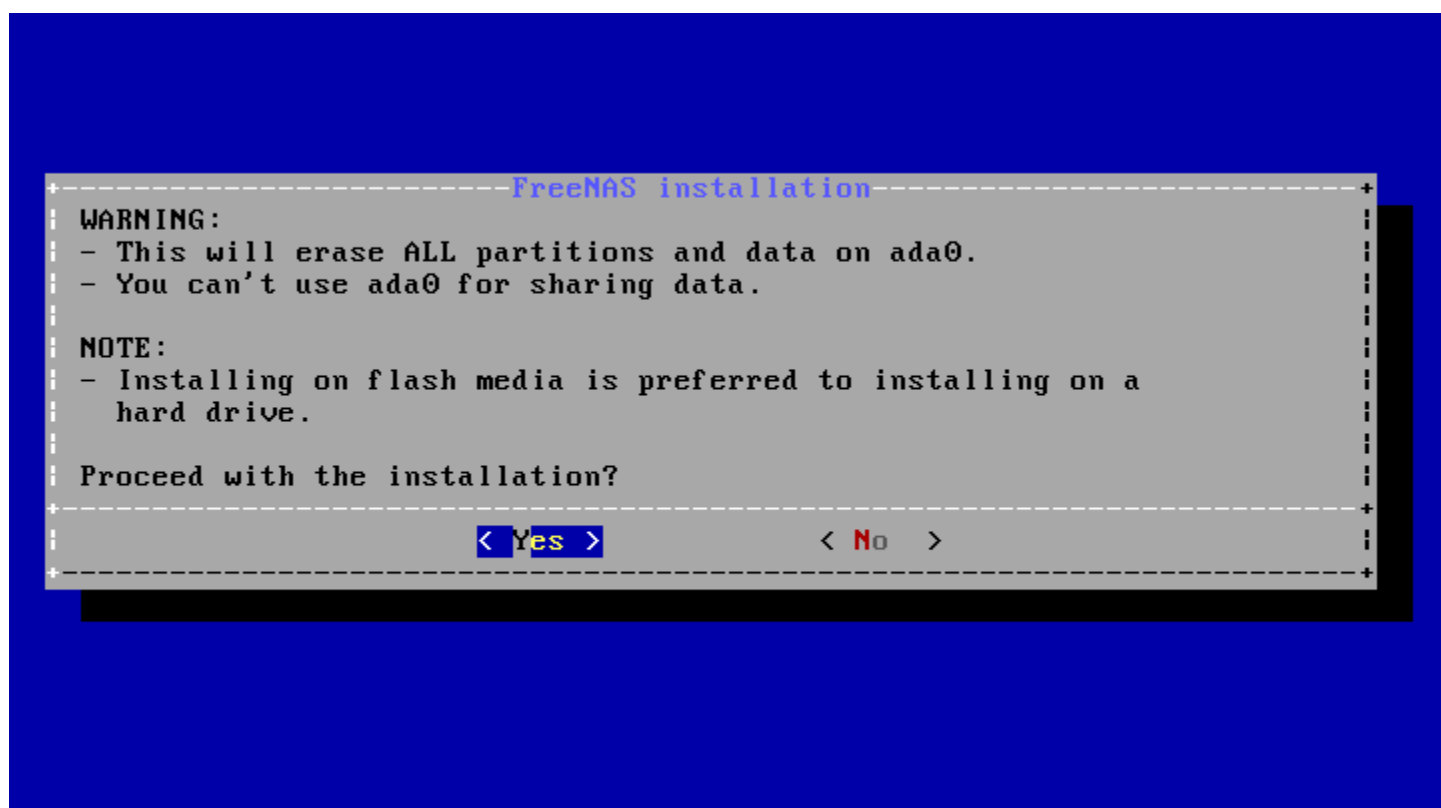 FreeNAS installation
WARNING:
- This will erase ALL partitions and data on ada0.
- You can't use ada0 for sharing data.
NOTE:
- Installing on flash media is preferred to installing on a
hard drive.
Proceed with the installation?
< Yes > < No >